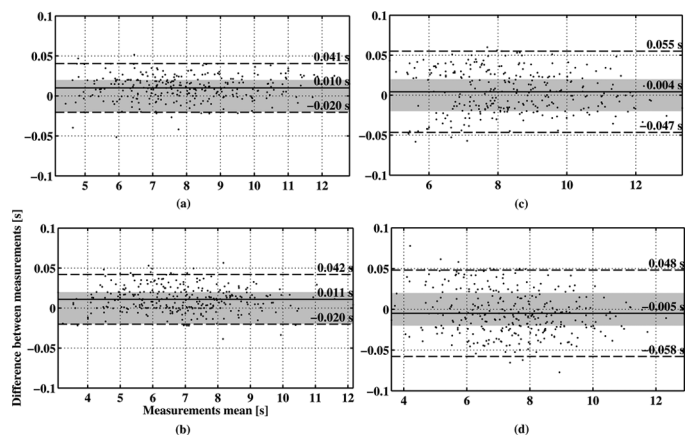 0.1
0.05
0
−0.05
−0.1
0.041 s
0.010 s
−0.020 s
5 6 7 8 9 10 11 12
(a)
0.1
0.05
0
−0.05
−0.1
0.055 s
0.004 s
−0.047 s
6 8 10 12
(c)
Difference between measurements [s]
0.1
0.05
0
−0.05
−0.1
0.042 s
0.011 s
−0.020 s
4 5 6 7 8 9 10 11 12
Measurements mean [s]
(b)
0.1
0.05
0
−0.05
−0.1
0.048 s
−0.005 s
−0.058 s
4 6 8 10 12
(d)